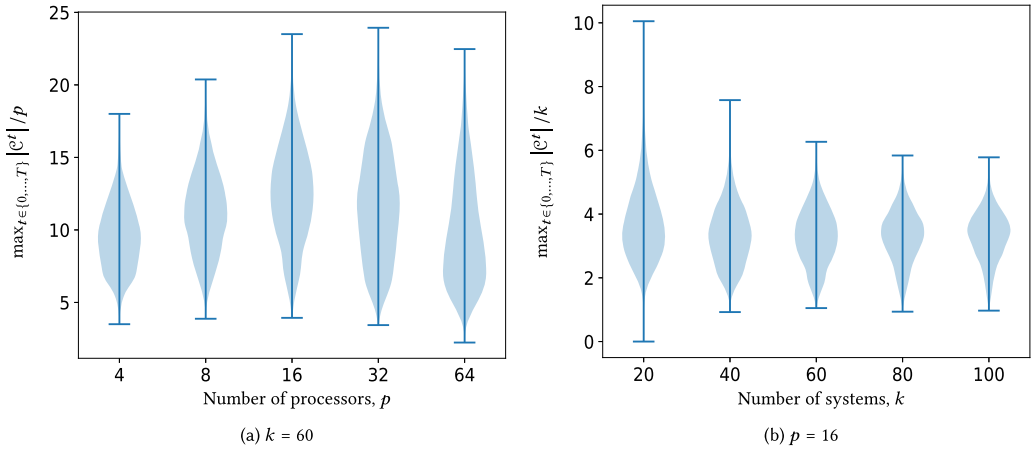 25
20
15
10
5
max_{t∈{0,...,T}} |𝒞^t| / p
4 8 16 32 64
Number of processors, p
(a) k = 60
10
8
6
4
2
0
max_{t∈{0,...,T}} |𝒞^t| / k
20 40 60 80 100
Number of systems, k
(b) p = 16